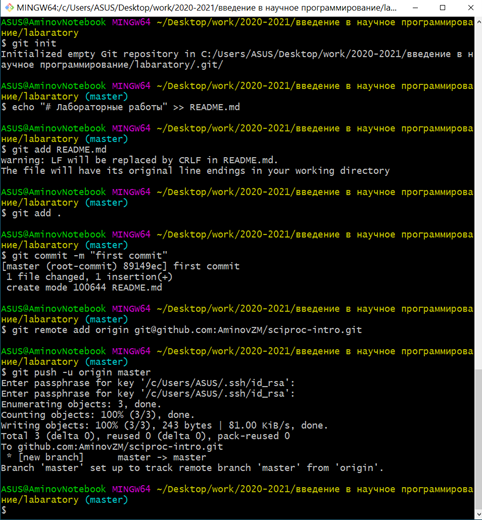 MINGW64:/c/Users/ASUS/Desktop/work/2020-2021/введение в научное программирование/la...
ASUS@AminovNotebook MINGW64 ~/Desktop/work/2020-2021/введение в научное программирова
ние/labaratory
$ git init
Initialized empty Git repository in C:/Users/ASUS/Desktop/work/2020-2021/введение в н
аучное программирование/labaratory/.git/
ASUS@AminovNotebook MINGW64 ~/Desktop/work/2020-2021/введение в научное программирова
ние/labaratory (master)
$ echo "# Лабораторные работы" >> README.md
ASUS@AminovNotebook MINGW64 ~/Desktop/work/2020-2021/введение в научное программирова
ние/labaratory (master)
$ git add README.md
warning: LF will be replaced by CRLF in README.md.
The file will have its original line endings in your working directory
ASUS@AminovNotebook MINGW64 ~/Desktop/work/2020-2021/введение в научное программирова
ние/labaratory (master)
$ git add .
ASUS@AminovNotebook MINGW64 ~/Desktop/work/2020-2021/введение в научное программирова
ние/labaratory (master)
$ git commit -m "first commit"
[master (root-commit) 89149ec] first commit
1 file changed, 1 insertion(+)
create mode 100644 README.md
ASUS@AminovNotebook MINGW64 ~/Desktop/work/2020-2021/введение в научное программирова
ние/labaratory (master)
$ git remote add origin git@github.com:AminovZM/sciproc-intro.git
ASUS@AminovNotebook MINGW64 ~/Desktop/work/2020-2021/введение в научное программирова
ние/labaratory (master)
$ git push -u origin master
Enter passphrase for key '/c/Users/ASUS/.ssh/id_rsa':
Enter passphrase for key '/c/Users/ASUS/.ssh/id_rsa':
Enumerating objects: 3, done.
Counting objects: 100% (3/3), done.
Writing objects: 100% (3/3), 243 bytes | 81.00 KiB/s, done.
Total 3 (delta 0), reused 0 (delta 0), pack-reused 0
To github.com:AminovZM/sciproc-intro.git
* [new branch] master -> master
Branch 'master' set up to track remote branch 'master' from 'origin'.
ASUS@AminovNotebook MINGW64 ~/Desktop/work/2020-2021/введение в научное программирова
ние/labaratory (master)
$